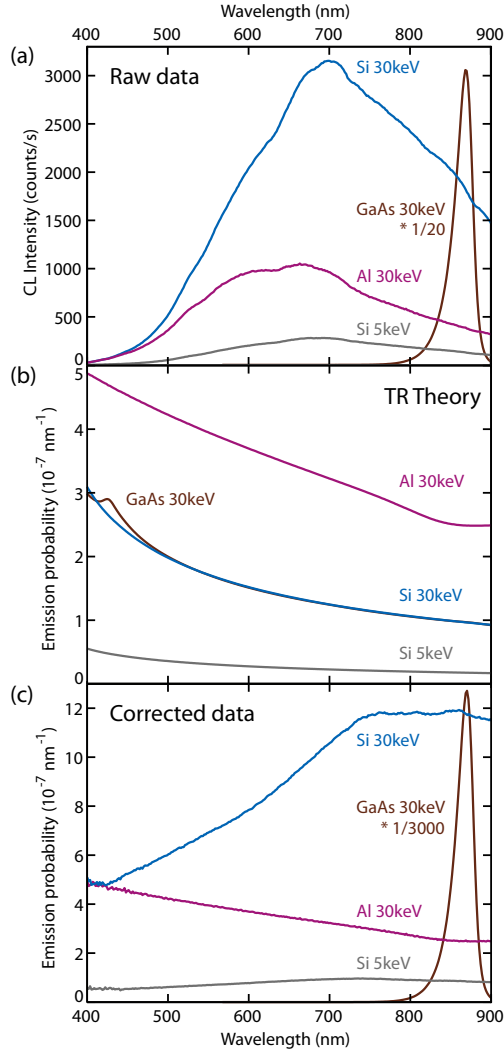 Wavelength (nm)
400 500 600 700 800 900
(a)
Raw data
Si 30keV
GaAs 30keV
* 1/20
Al 30keV
Si 5keV
3000
2500
2000
1500
1000
500
0
CL Intensity (counts/s)
(b)
TR Theory
Al 30keV
GaAs 30keV
Si 30keV
Si 5keV
5
4
3
2
1
0
Emission probability (10⁻⁷ nm⁻¹)
(c)
Corrected data
Si 30keV
GaAs 30keV
* 1/3000
Al 30keV
Si 5keV
12
10
8
6
4
2
0
Emission probability (10⁻⁷ nm⁻¹)
400 500 600 700 800 900
Wavelength (nm)